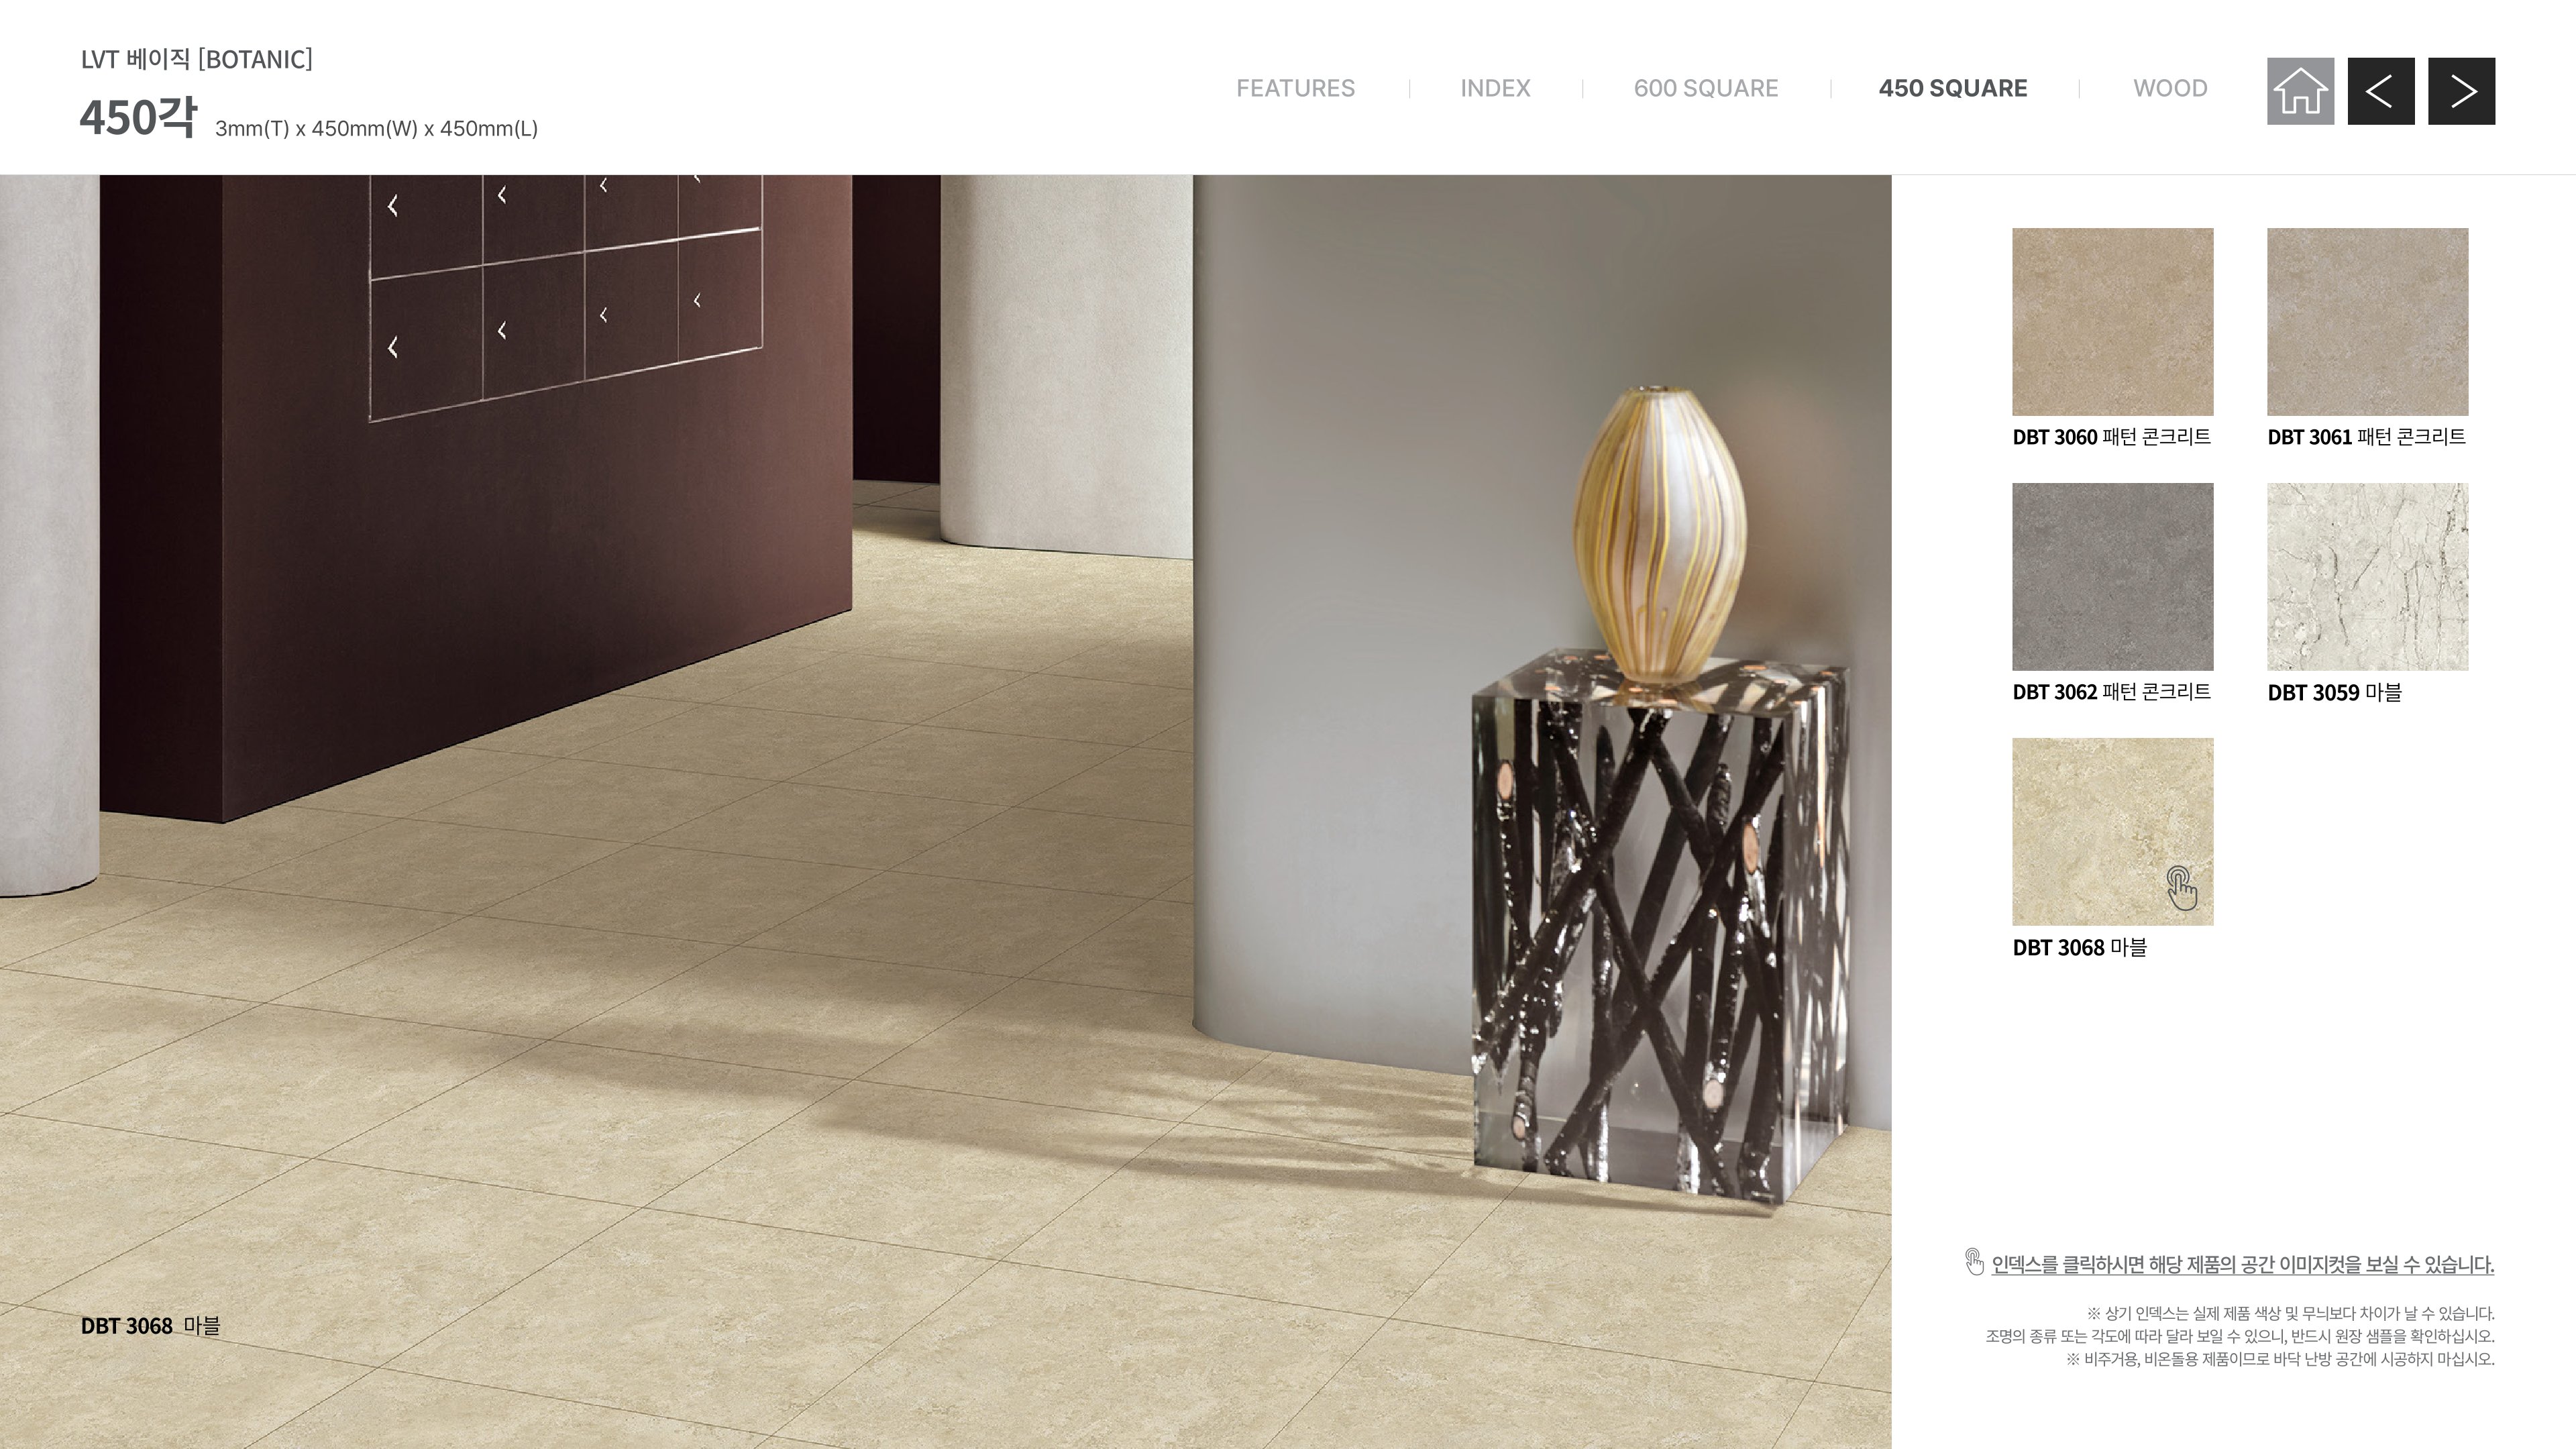 LVT 베이직 [BOTANIC]
450각 3mm(T) x 450mm(W) x 450mm(L)
FEATURES
INDEX
600 SQUARE
450 SQUARE
WOOD
DBT 3060 패턴 콘크리트
DBT 3061 패턴 콘크리트
DBT 3062 패턴 콘크리트
DBT 3059 마블
DBT 3068 마블
DBT 3068 마블
인덱스를 클릭하시면 해당 제품의 공간 이미지컷을 보실 수 있습니다.
※ 상기 인덱스는 실제 제품 색상 및 무늬보다 차이가 날 수 있습니다.
조명의 종류 또는 각도에 따라 달라 보일 수 있으니, 반드시 원장 샘플을 확인하십시오.
※ 비주거용, 비온돌용 제품이므로 바닥 난방 공간에 시공하지 마십시오.